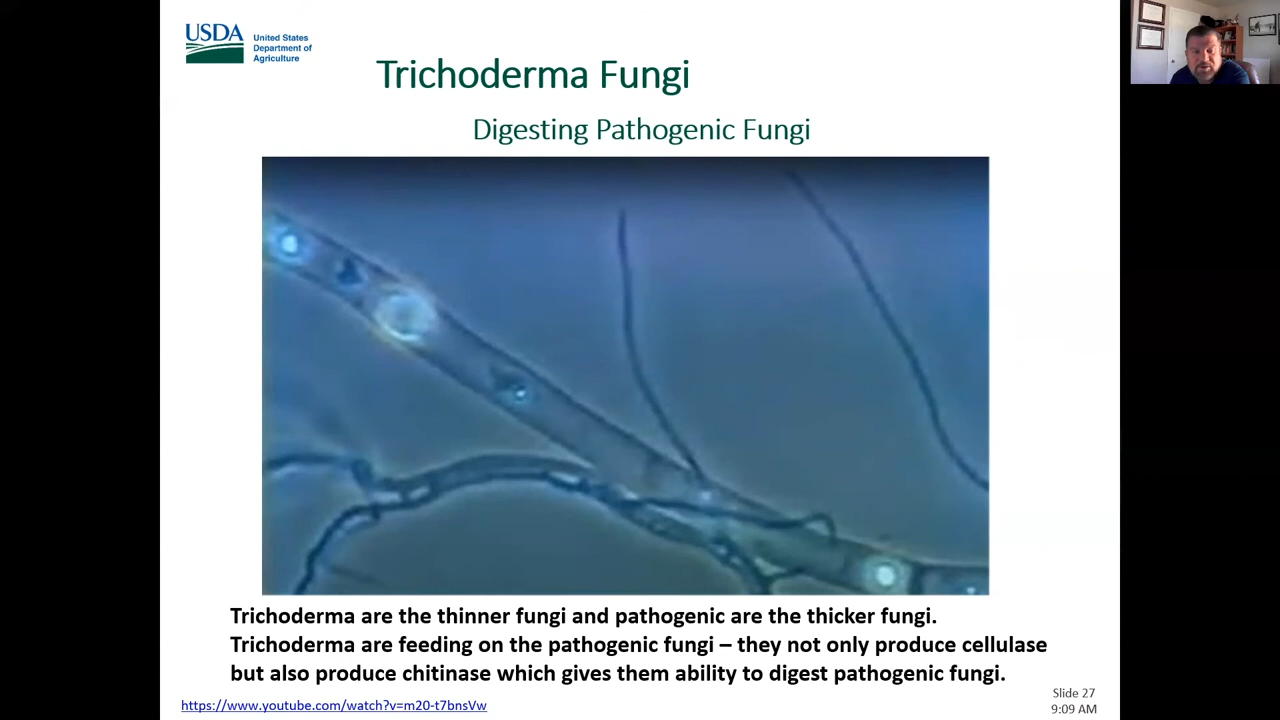 USDA
United States
Department of
Agriculture
Trichoderma Fungi
Digesting Pathogenic Fungi
Trichoderma are the thinner fungi and pathogenic are the thicker fungi.
Trichoderma are feeding on the pathogenic fungi – they not only produce cellulase
but also produce chitinase which gives them ability to digest pathogenic fungi.
https://www.youtube.com/watch?v=m20-t7bnsVw
Slide 27
9:09 AM